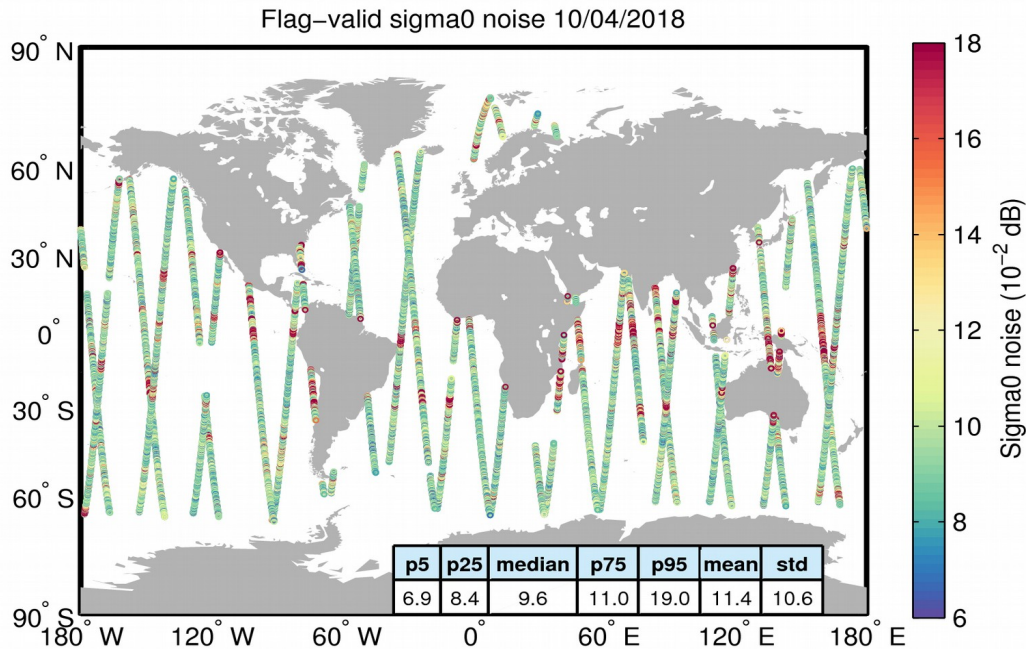 Flag−valid sigma0 noise 10/04/2018
90° N
60° N
30° N
0°
30° S
60° S
90° S
180° W
120° W
60° W
0°
60° E
120° E
180° E
p5 p25 median p75 p95 mean std
6.9 8.4 9.6 11.0 19.0 11.4 10.6
18
16
14
12
10
8
6
Sigma0 noise (10⁻² dB)